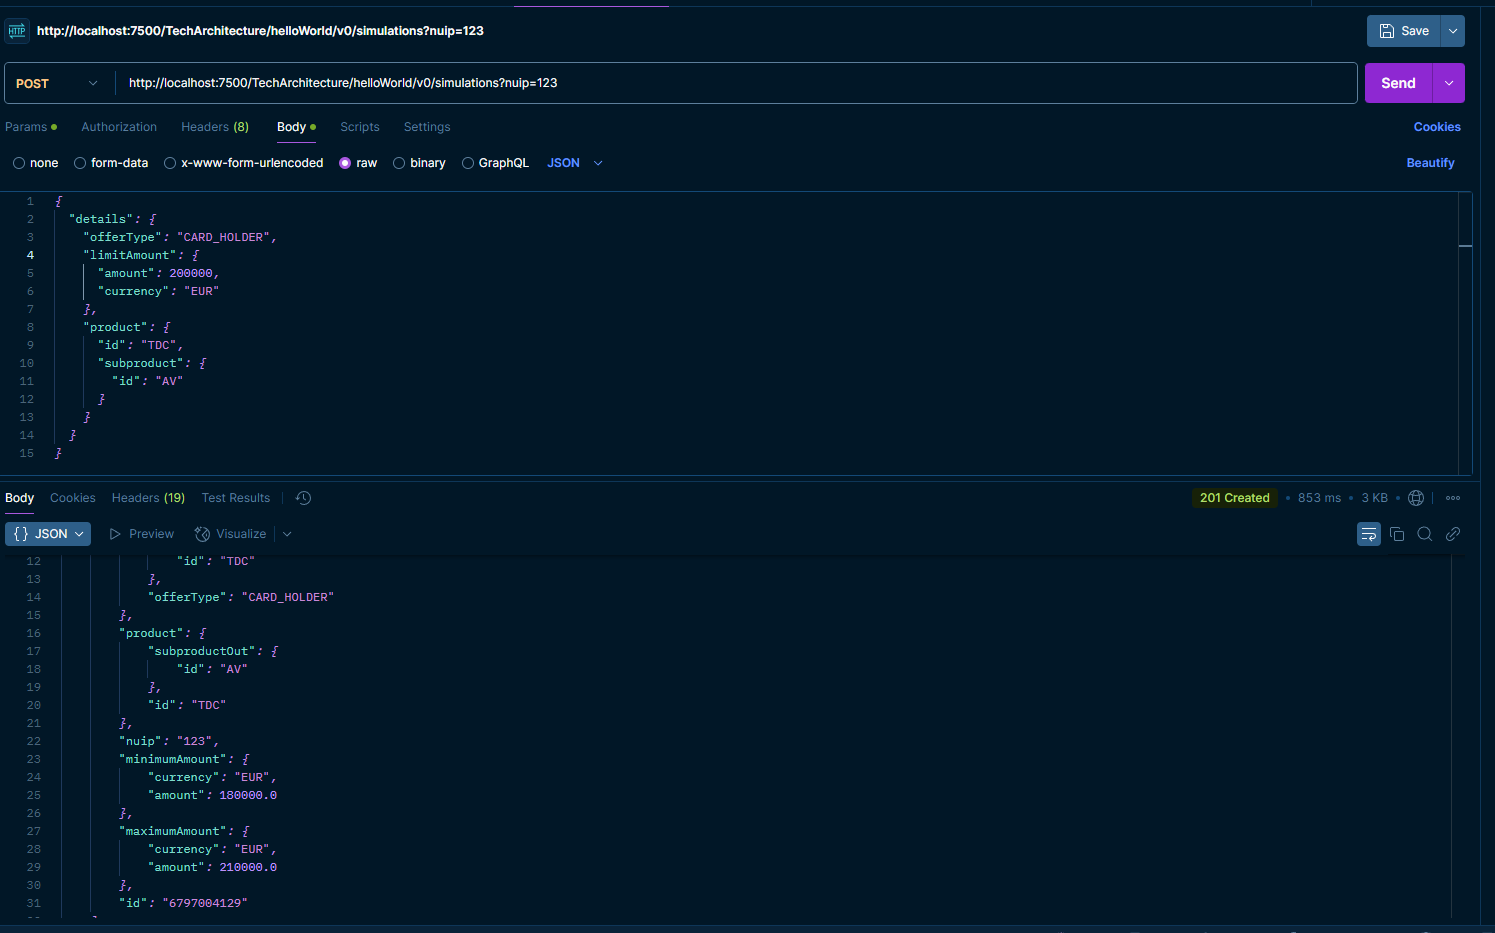 HTTP http://localhost:7500/TechArchitecture/helloWorld/v0/simulations?nuip=123 Save
POST http://localhost:7500/TechArchitecture/helloWorld/v0/simulations?nuip=123 Send
Params Authorization Headers (8) Body Scripts Settings Cookies
none form-data x-www-form-urlencoded raw binary GraphQL JSON Beautify
1 {
2 "details": {
3 "offerType": "CARD_HOLDER",
4 "limitAmount": {
5 "amount": 200000,
6 "currency": "EUR"
7 },
8 "product": {
9 "id": "TDC",
10 "subproduct": {
11 "id": "AV"
12 }
13 }
14 }
15 }
Body Cookies Headers (19) Test Results 201 Created • 853 ms • 3 KB •
{} JSON Preview Visualize
12 "id": "TDC"
13 },
14 "offerType": "CARD_HOLDER"
15 },
16 "product": {
17 "subproductOut": {
18 "id": "AV"
19 },
20 "id": "TDC"
21 },
22 "nuip": "123",
23 "minimumAmount": {
24 "currency": "EUR",
25 "amount": 180000.0
26 },
27 "maximumAmount": {
28 "currency": "EUR",
29 "amount": 210000.0
30 },
31 "id": "6797004129"